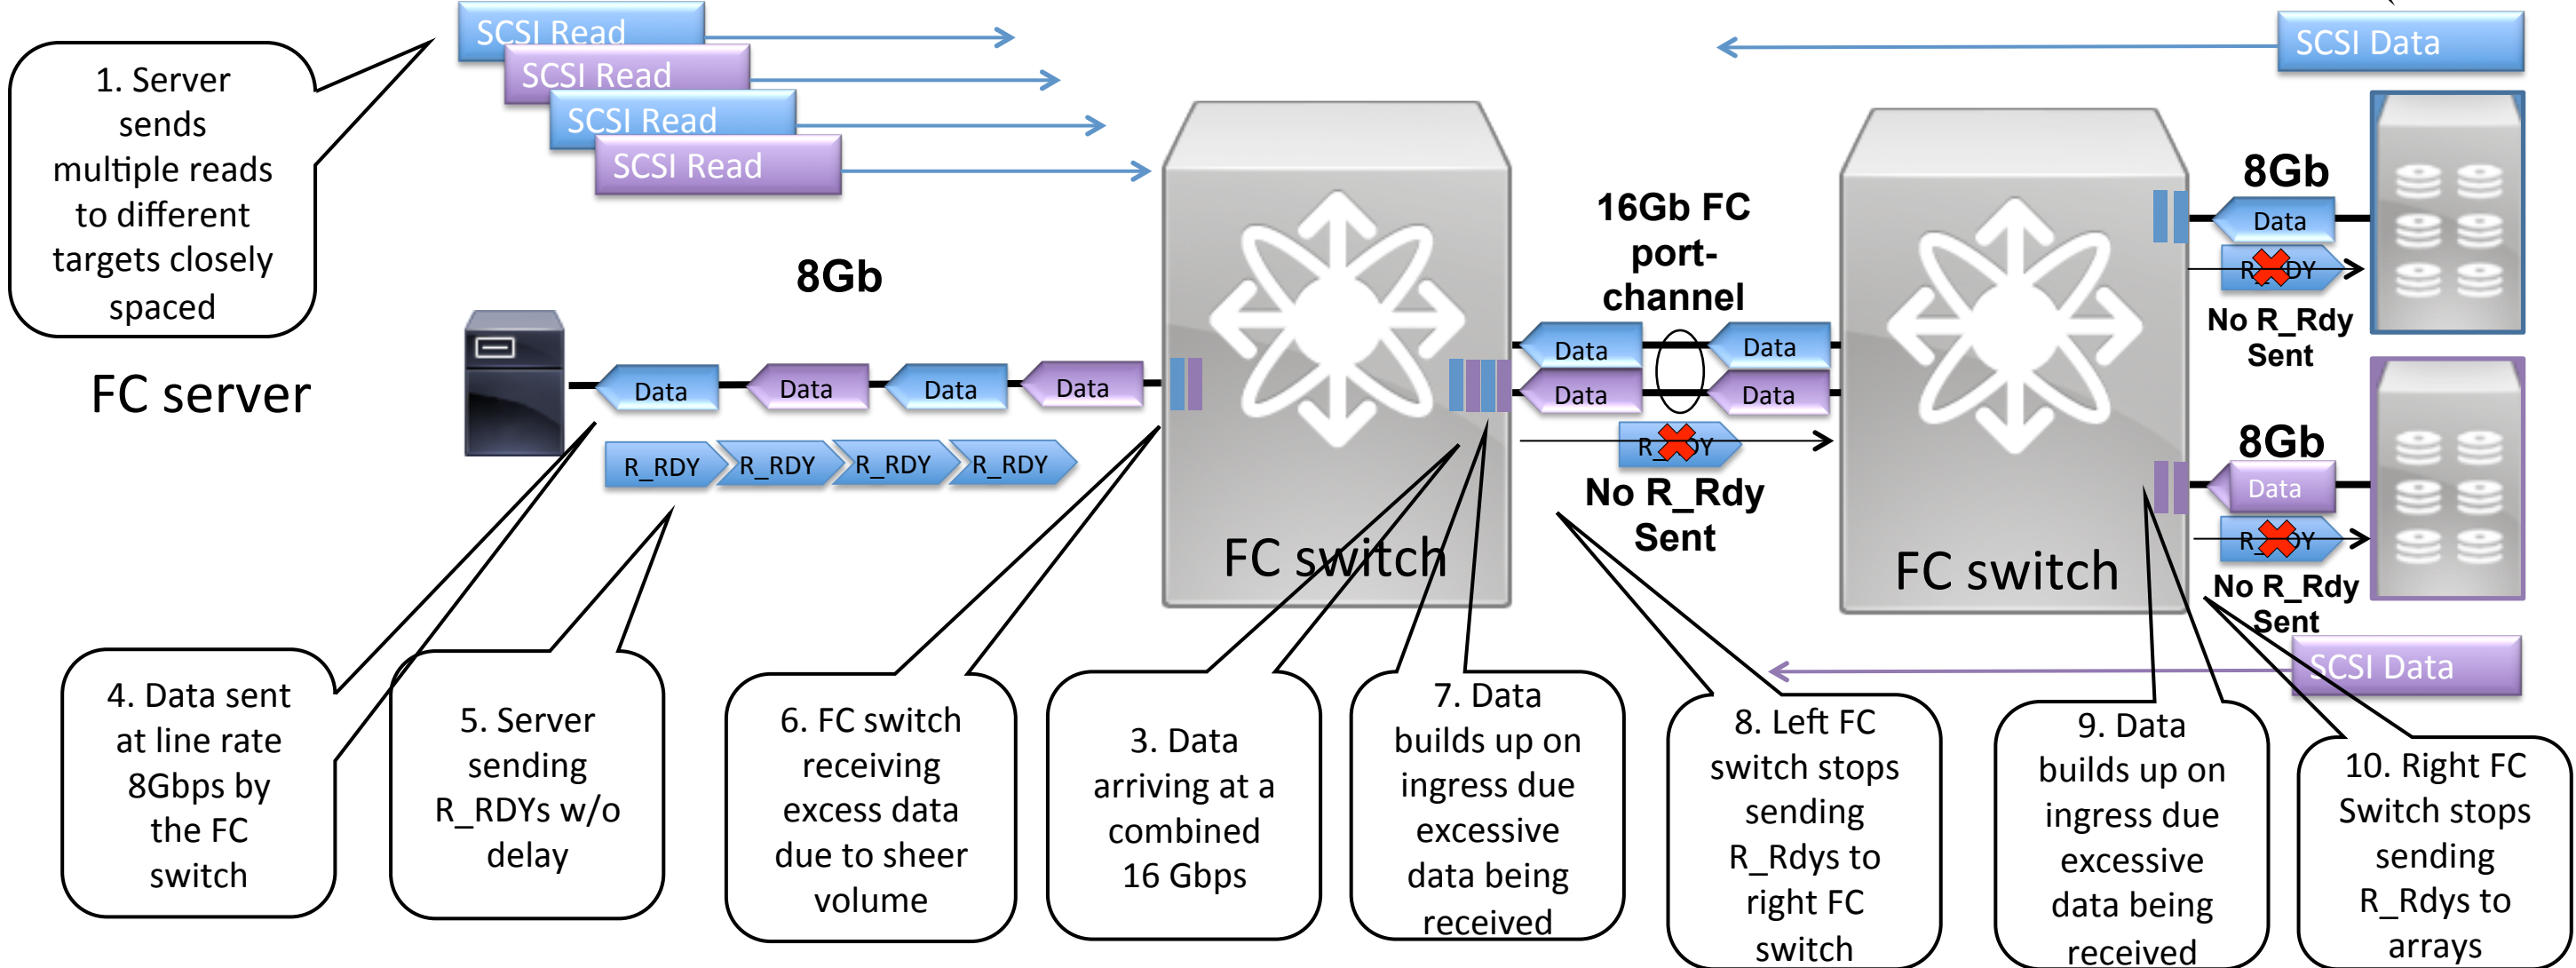 SCSI Read
SCSI Read
SCSI Read
SCSI Read
SCSI Data
1. Server
sends
multiple reads
to different
targets closely
spaced
8Gb
16Gb FC
port-
channel
8Gb
Data
R_RDY
No R_Rdy
Sent
FC server
Data
Data
Data
Data
R_RDY
R_RDY
R_RDY
R_RDY
Data
Data
Data
Data
R_RDY
No R_Rdy
Sent
FC switch
FC switch
8Gb
Data
R_RDY
No R_Rdy
Sent
SCSI Data
4. Data sent
at line rate
8Gbps by
the FC
switch
5. Server
sending
R_RDYs w/o
delay
6. FC switch
receiving
excess data
due to sheer
volume
3. Data
arriving at a
combined
16 Gbps
7. Data
builds up on
ingress due
excessive
data being
received
8. Left FC
switch stops
sending
R_Rdys to
right FC
switch
9. Data
builds up on
ingress due
excessive
data being
received
10. Right FC
Switch stops
sending
R_Rdys to
arrays